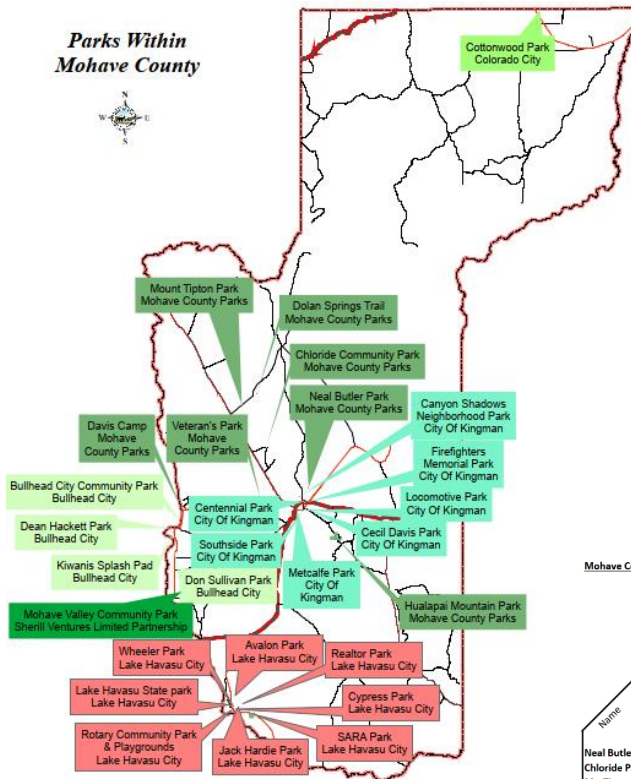 Parks Within
Mohave County
N
W
S
Cottonwood Park
Colorado City
Mount Tipton Park
Mohave County Parks
Dolan Springs Trail
Mohave County Parks
Chloride Community Park
Mohave County Parks
Neal Butler Park
Mohave County Parks
Canyon Shadows
Neighborhood Park
City Of Kingman
Davis Camp
Mohave
County Parks
Veteran's Park
Mohave
County Parks
Firefighters
Memorial Park
City Of Kingman
Bullhead City Community Park
Bullhead City
Centennial Park
City Of Kingman
Locomotive Park
City Of Kingman
Dean Hackett Park
Bullhead City
Southside Park
City Of Kingman
Cecil Davis Park
City Of Kingman
Kiwanis Splash Pad
Bullhead City
Don Sullivan Park
Bullhead City
Metcalfe Park
City Of
Kingman
Mohave Valley Community Park
Sherill Ventures Limited Partnership
Hualapai Mountain Park
Mohave County Parks
Wheeler Park
Lake Havasu City
Avalon Park
Lake Havasu City
Realtor Park
Lake Havasu City
Lake Havasu State park
Lake Havasu City
Cypress Park
Lake Havasu City
Rotary Community Park
& Playgrounds
Lake Havasu City
Jack Hardie Park
Lake Havasu City
SARA Park
Lake Havasu City
Mohave C
Name
Neal Butle
Chloride P